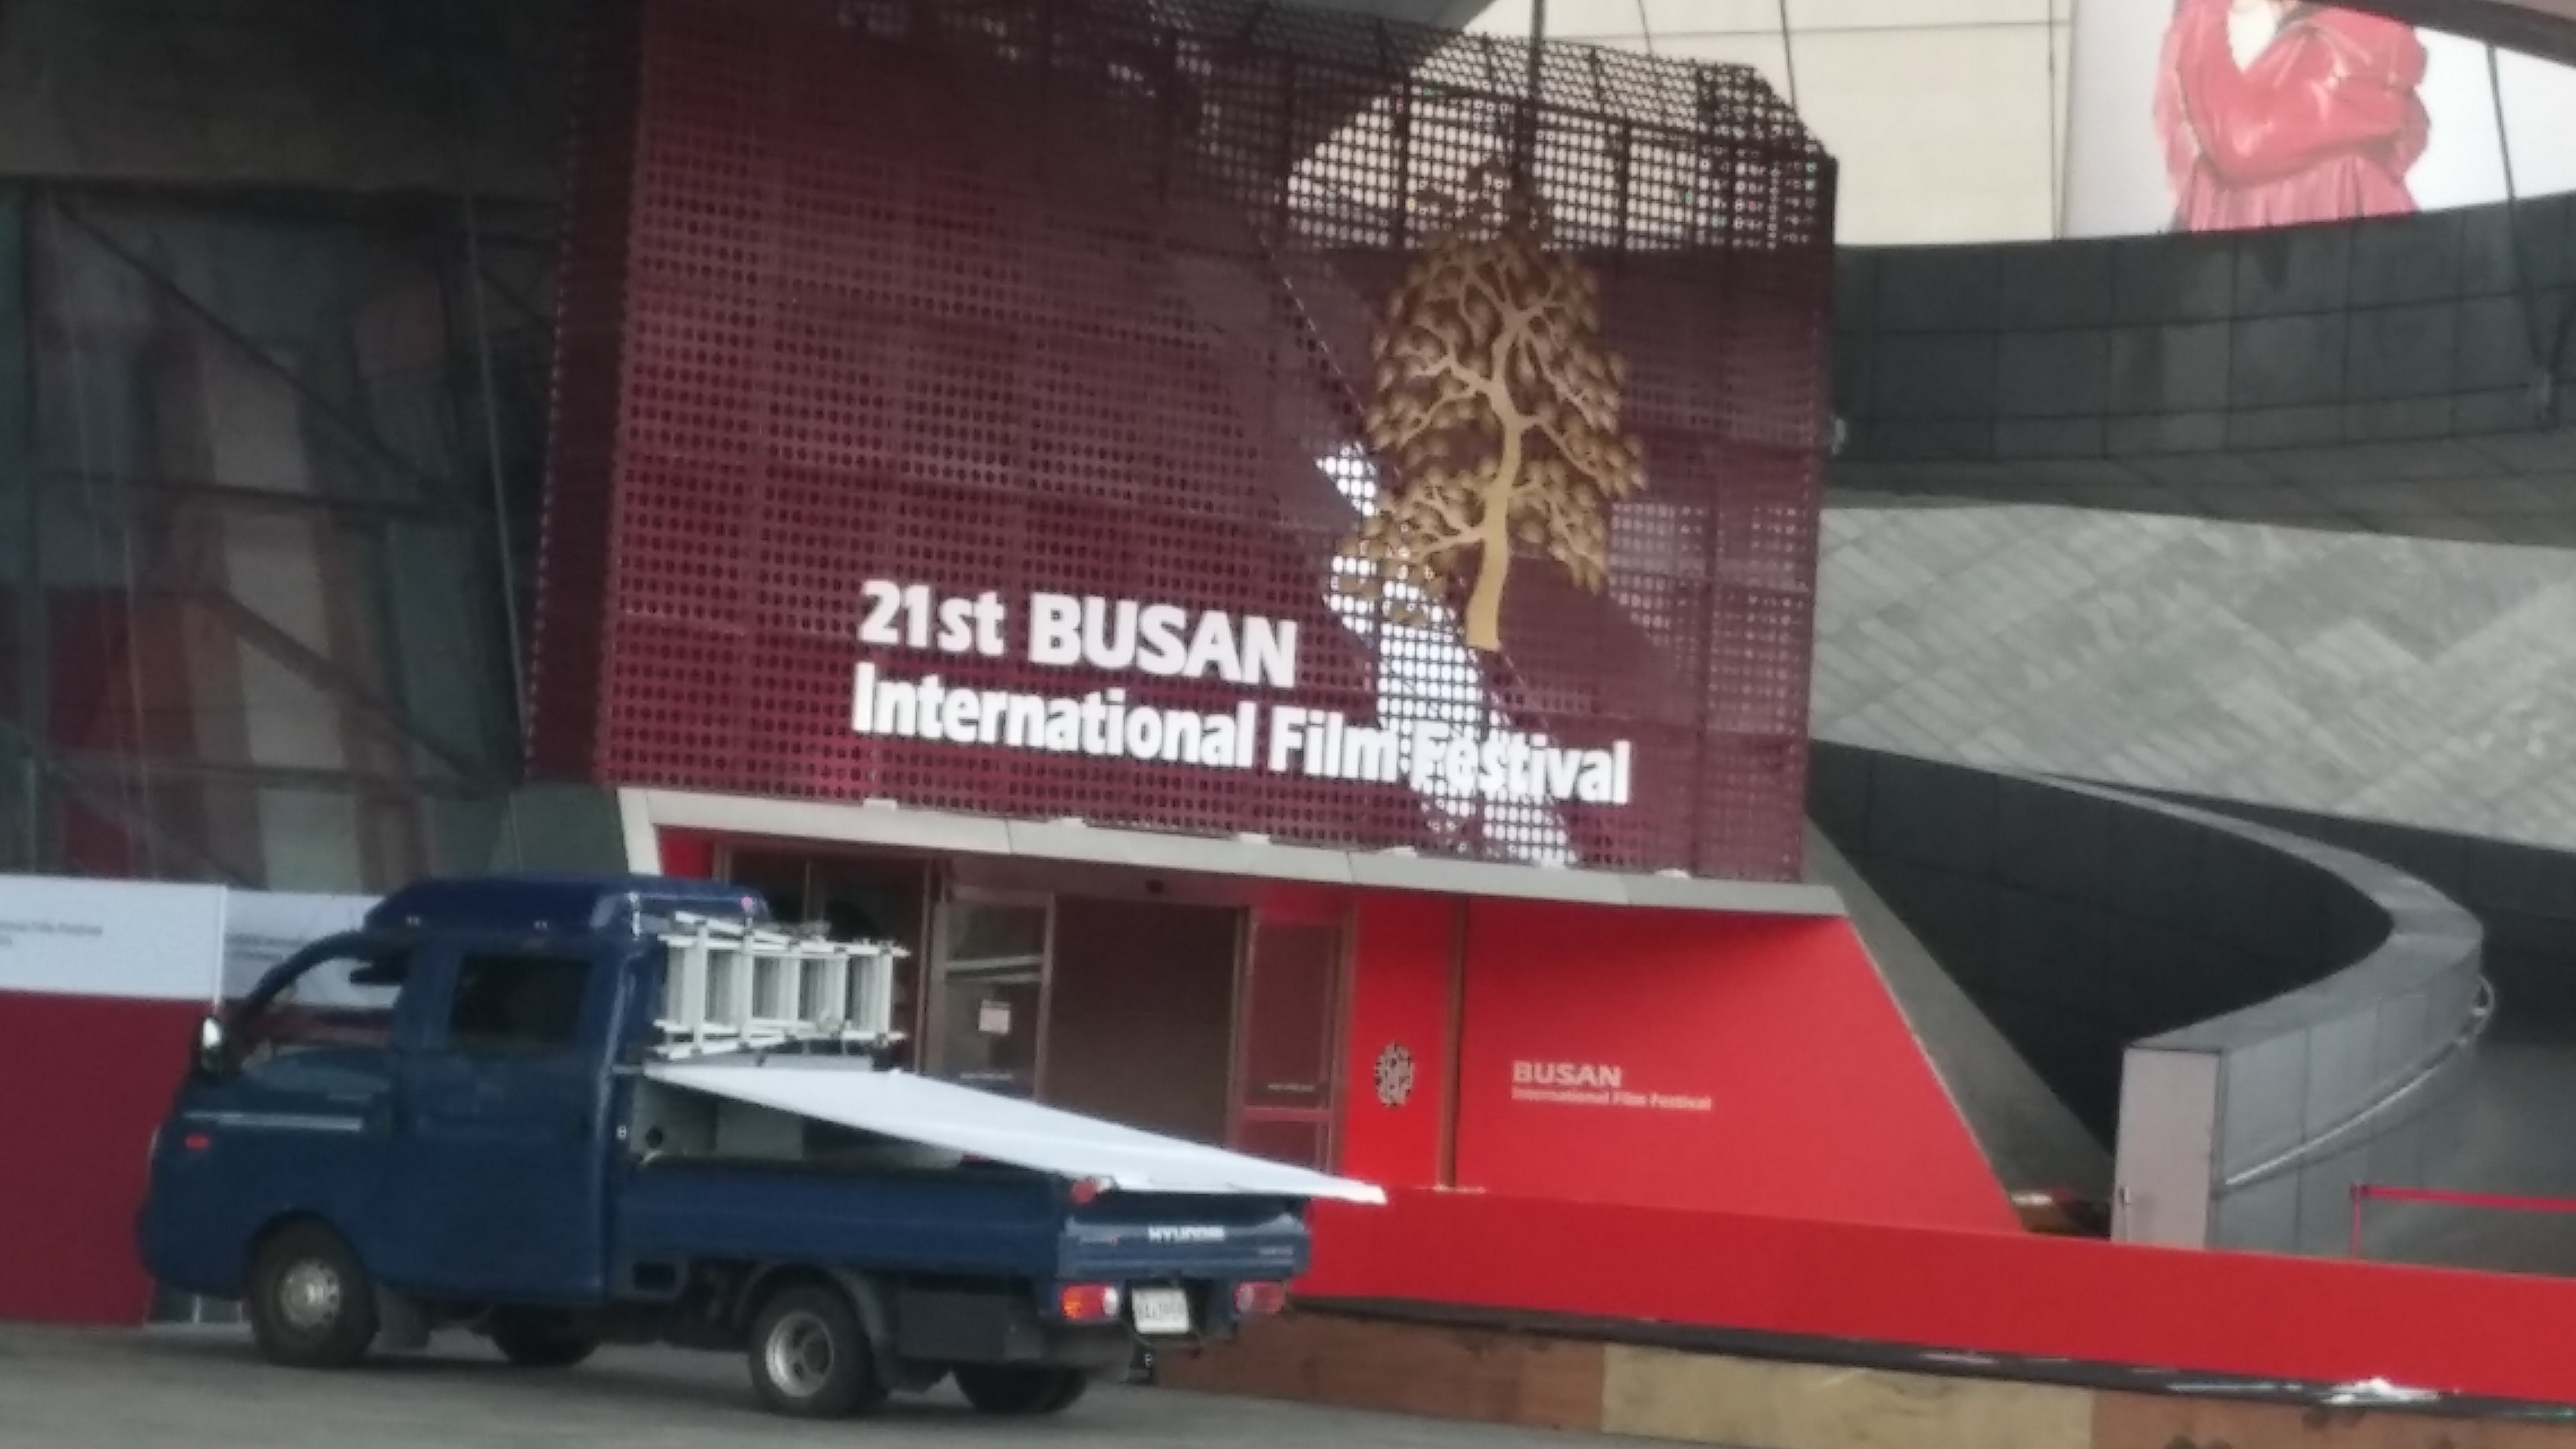 21st BUSAN
International Film Festival
BUSAN
International Film Festival
HYUNDAI